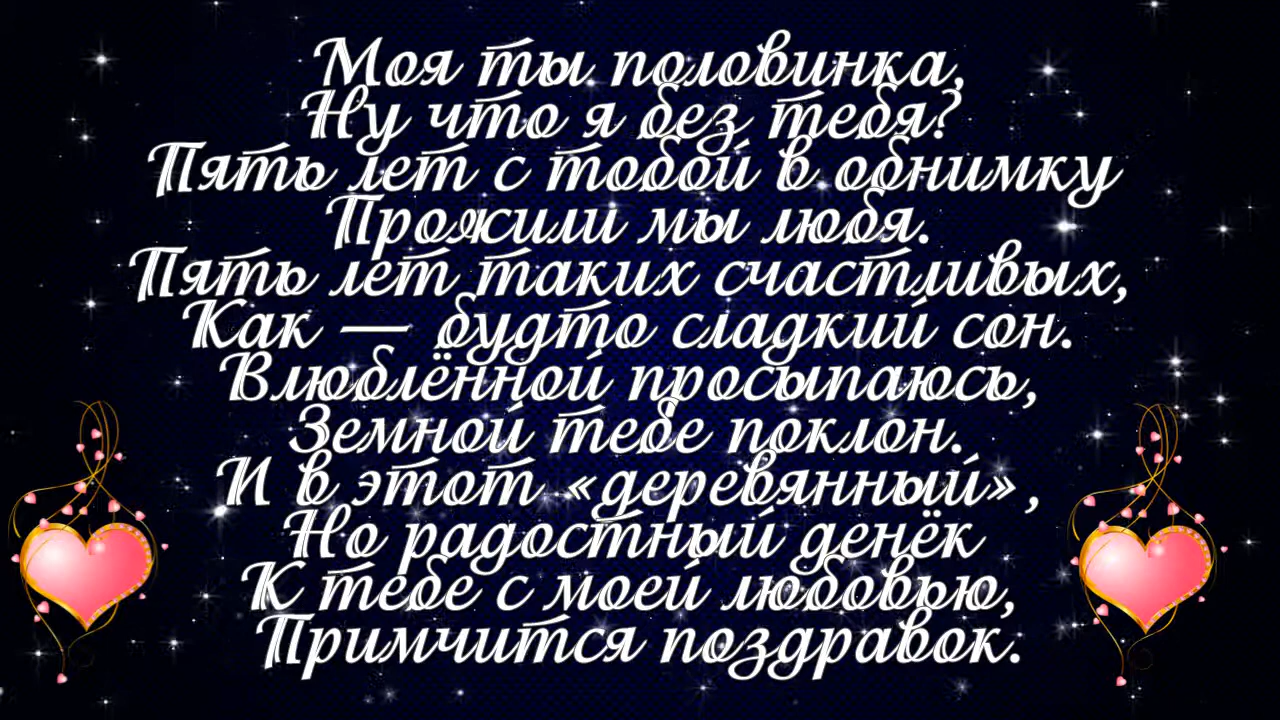 Моя ты половинка,
Ну что я без тебя?
Пять лет с тобой в обнимку
Прожили мы любя.
Пять лет таких счастливых,
Как — будто сладкий сон.
Влюблённой просыпаюсь,
Земной тебе поклон.
И в этот «деревянный»,
Но радостный денёк
К тебе с моей любовью,
Примчится поздравок.